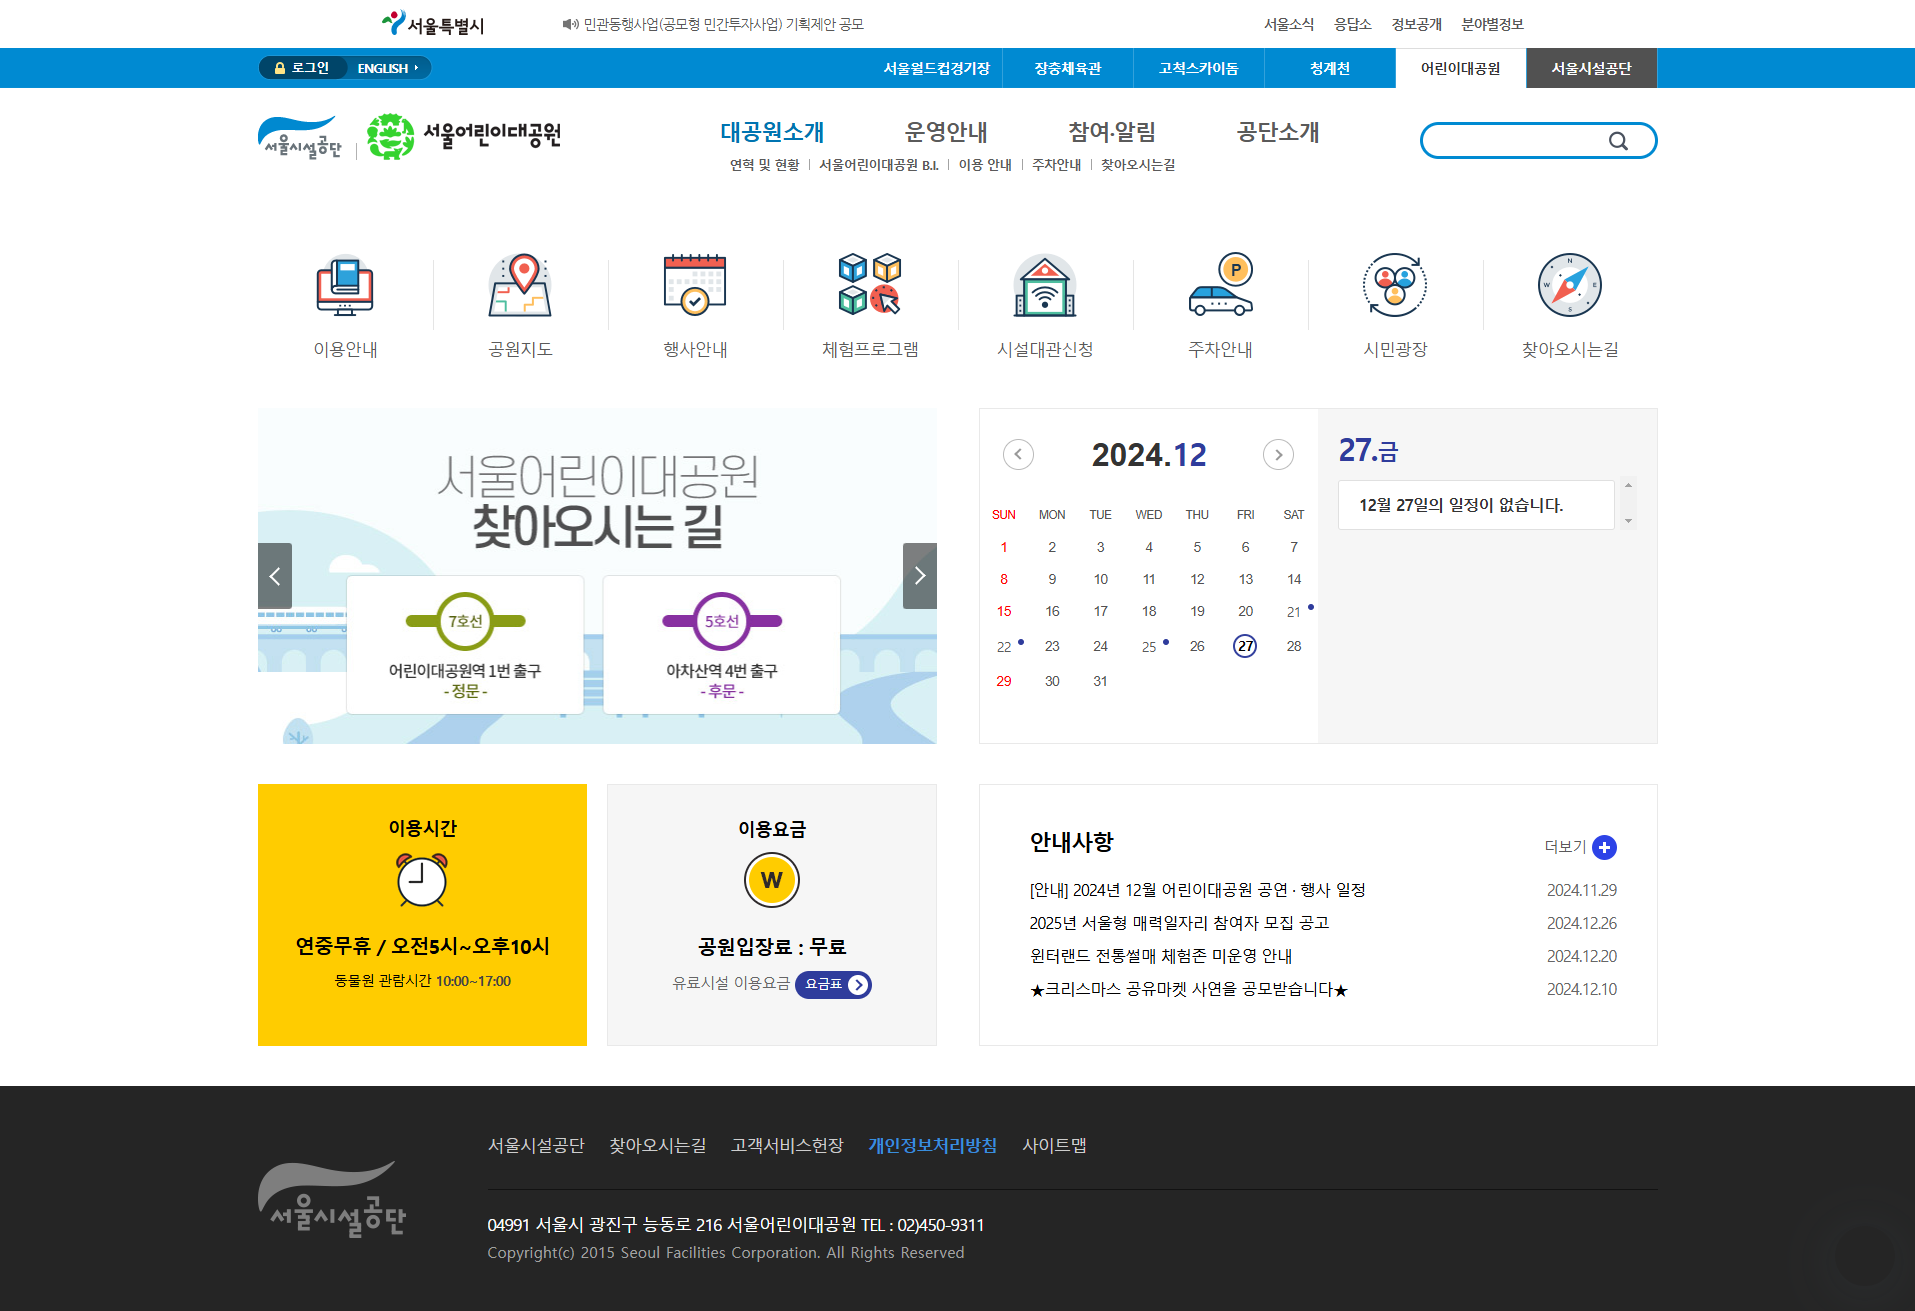 서울특별시
민관동행사업(공모형 민간투자사업) 기획제안 공모
서울소식 응답소 정보공개 분야별정보
로그인 ENGLISH
서울월드컵경기장 장충체육관 고척스카이돔 청계천 어린이대공원 서울시설공단
서울시설공단 서울어린이대공원
대공원소개 운영안내 참여·알림 공단소개
연혁 및 현황 서울어린이대공원 B.I. 이용 안내 주차안내 찾아오시는길
P
N
W E
S
이용안내 공원지도 행사안내 체험프로그램 시설대관신청 주차안내 시민광장 찾아오시는길
서울어린이대공원
찾아오시는 길
7호선
어린이대공원역 1번 출구
- 정문 -
5호선
아차산역 4번 출구
- 후문 -
2024.12
SUN MON TUE WED THU FRI SAT
1 2 3 4 5 6 7
8 9 10 11 12 13 14
15 16 17 18 19 20 21
22 23 24 25 26 27 28
29 30 31
27.금
12월 27일의 일정이 없습니다.
이용시간
연중무휴 / 오전5시~오후10시
동물원 관람시간 10:00~17:00
이용요금
W
공원입장료 : 무료
유료시설 이용요금 요금표
안내사항
더보기
[안내] 2024년 12월 어린이대공원 공연 · 행사 일정 2024.11.29
2025년 서울형 매력일자리 참여자 모집 공고 2024.12.26
윈터랜드 전통썰매 체험존 미운영 안내 2024.12.20
★크리스마스 공유마켓 사연을 공모받습니다★ 2024.12.10
서울시설공단 찾아오시는길 고객서비스헌장 개인정보처리방침 사이트맵
서울시설공단
04991 서울시 광진구 능동로 216 서울어린이대공원 TEL : 02)450-9311
Copyright(c) 2015 Seoul Facilities Corporation. All Rights Reserved